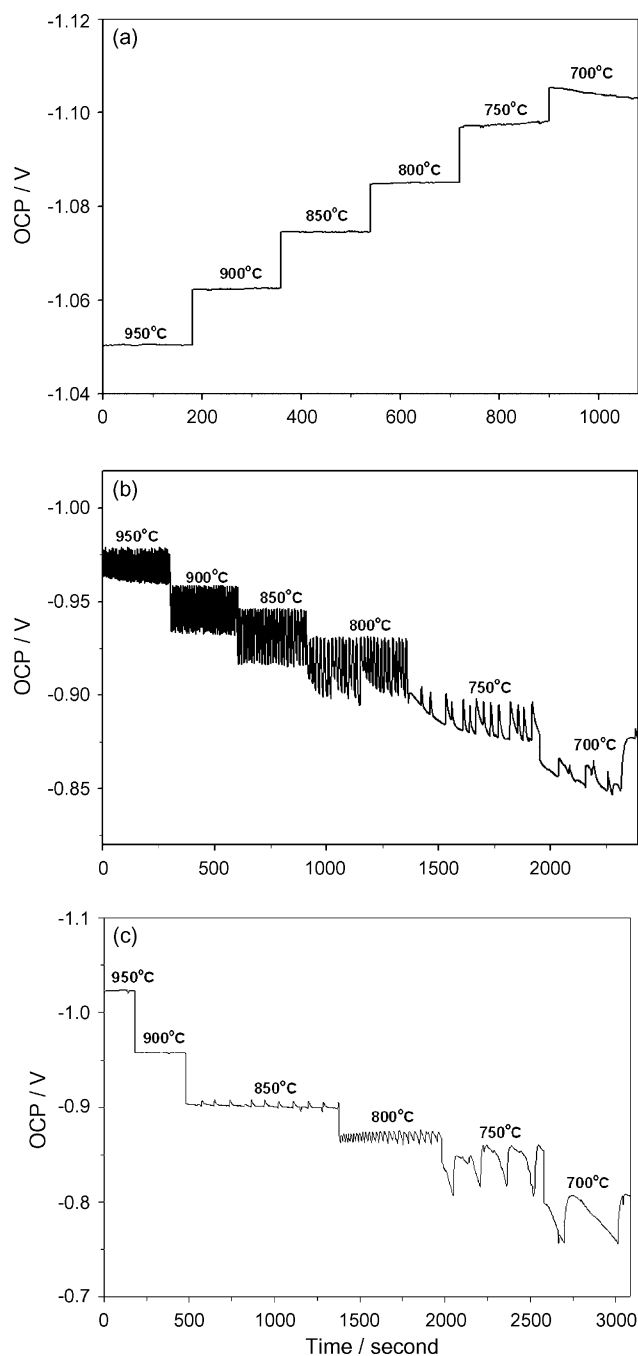 (a)
-1.12
-1.10
-1.08
-1.06
-1.04
OCP / V
950°C
900°C
850°C
800°C
750°C
700°C
0 200 400 600 800 1000
(b)
-1.00
-0.95
-0.90
-0.85
OCP / V
950°C
900°C
850°C
800°C
750°C
700°C
0 500 1000 1500 2000
(c)
-1.1
-1.0
-0.9
-0.8
-0.7
OCP / V
950°C
900°C
850°C
800°C
750°C
700°C
0 500 1000 1500 2000 2500 3000
Time / second